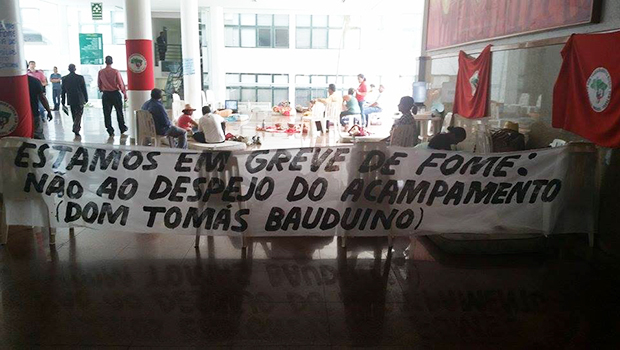 ESTAMOS EM GREVE DE FOME:
NÃO AO DESPEJO DO ACAMPAMENTO
(DOM TOMÁS BAUDUINO)